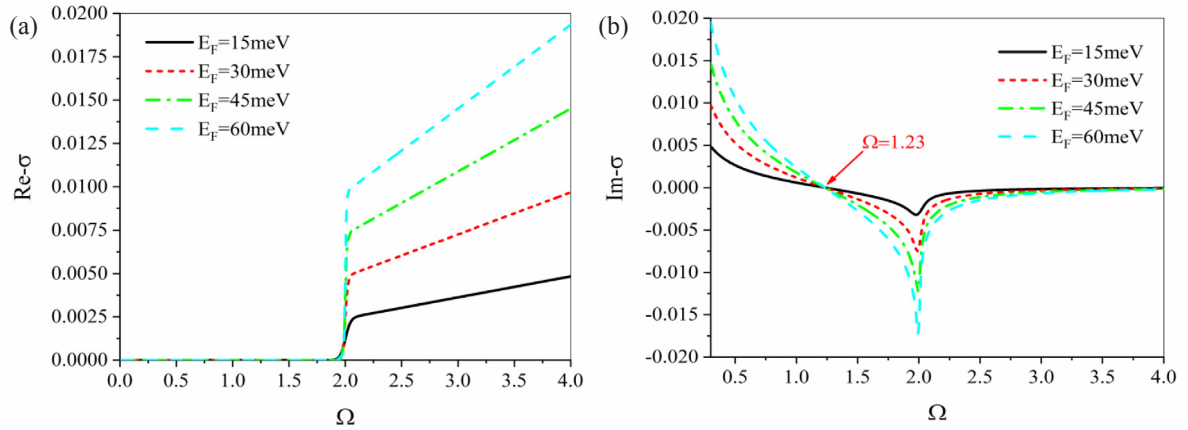 (a)
0.0200
0.0175
0.0150
0.0125
0.0100
0.0075
0.0050
0.0025
0.0000
Re-σ
E_F=15meV
E_F=30meV
E_F=45meV
E_F=60meV
0.0 0.5 1.0 1.5 2.0 2.5 3.0 3.5 4.0
Ω
(b)
0.020
0.015
0.010
0.005
0.000
-0.005
-0.010
-0.015
-0.020
Im-σ
E_F=15meV
E_F=30meV
E_F=45meV
E_F=60meV
Ω=1.23
0.5 1.0 1.5 2.0 2.5 3.0 3.5 4.0
Ω